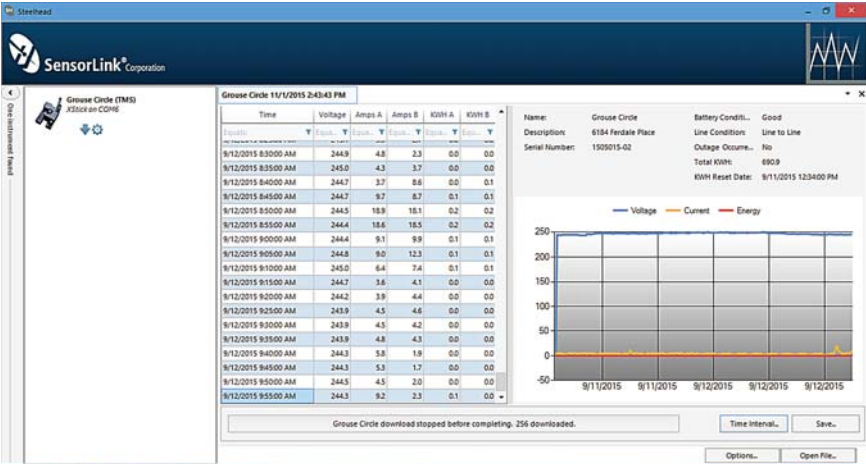 Steelhead
SensorLink® Corporation
One instrument found
Grouse Circle (TMS)
XStick on COM6
Grouse Circle 11/1/2015 2:43:43 PM
Time Voltage Amps A Amps B KWH A KWH B
Equals:
9/12/2015 8:30:00 AM 244.9 4.8 2.3 0.0 0.0
9/12/2015 8:35:00 AM 245.0 4.3 3.7 0.0 0.0
9/12/2015 8:40:00 AM 244.7 3.7 8.6 0.0 0.1
9/12/2015 8:45:00 AM 244.7 9.7 8.7 0.1 0.1
9/12/2015 8:50:00 AM 244.5 18.9 18.1 0.2 0.2
9/12/2015 8:55:00 AM 244.4 18.6 18.5 0.2 0.2
9/12/2015 9:00:00 AM 244.4 9.1 9.9 0.1 0.1
9/12/2015 9:05:00 AM 244.8 9.0 12.3 0.1 0.1
9/12/2015 9:10:00 AM 245.0 6.4 7.4 0.1 0.1
9/12/2015 9:15:00 AM 244.7 3.6 4.1 0.0 0.0
9/12/2015 9:20:00 AM 244.2 3.9 4.4 0.0 0.0
9/12/2015 9:25:00 AM 243.9 4.5 4.6 0.0 0.0
9/12/2015 9:30:00 AM 243.9 4.5 4.2 0.0 0.0
9/12/2015 9:35:00 AM 243.9 4.8 4.3 0.0 0.0
9/12/2015 9:40:00 AM 244.3 5.8 1.9 0.0 0.0
9/12/2015 9:45:00 AM 244.3 5.3 1.7 0.0 0.0
9/12/2015 9:50:00 AM 244.5 4.5 2.0 0.0 0.0
9/12/2015 9:55:00 AM 244.3 9.2 2.3 0.1 0.0
Name: Grouse Circle Battery Conditi... Good
Description: 6184 Ferdale Place Line Condition: Line to Line
Serial Number: 1505015-02 Outage Occurre... No
Total KWH: 690.9
KWH Reset Date: 9/11/2015 12:34:00 PM
Voltage Current Energy
250
200
150
100
50
0
-50
9/11/2015 9/11/2015 9/12/2015 9/12/2015 9/12/2015
Grouse Circle download stopped before completing. 256 downloaded.
Time Interval... Save...
Options... Open File...